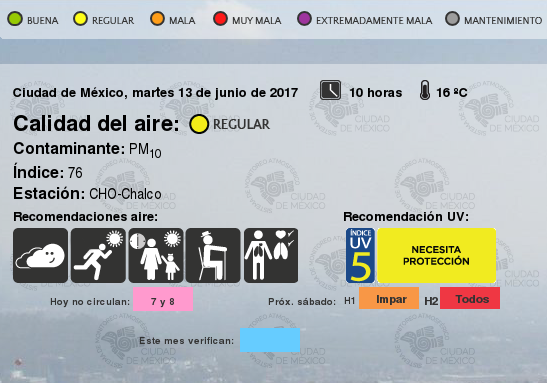 BUENA REGULAR MALA MUY MALA EXTREMADAMENTE MALA MANTENIMIENTO
Ciudad de México, martes 13 de junio de 2017 10 horas 16 ºC
Calidad del aire: REGULAR
Contaminante: PM10
Índice: 76
Estación: CHO-Chalco
Recomendaciones aire: Recomendación UV:
ÍNDICE
UV
5
NECESITA
PROTECCIÓN
Hoy no circulan: 7 y 8 Próx. sábado: H1 Impar H2 Todos
Este mes verifican: